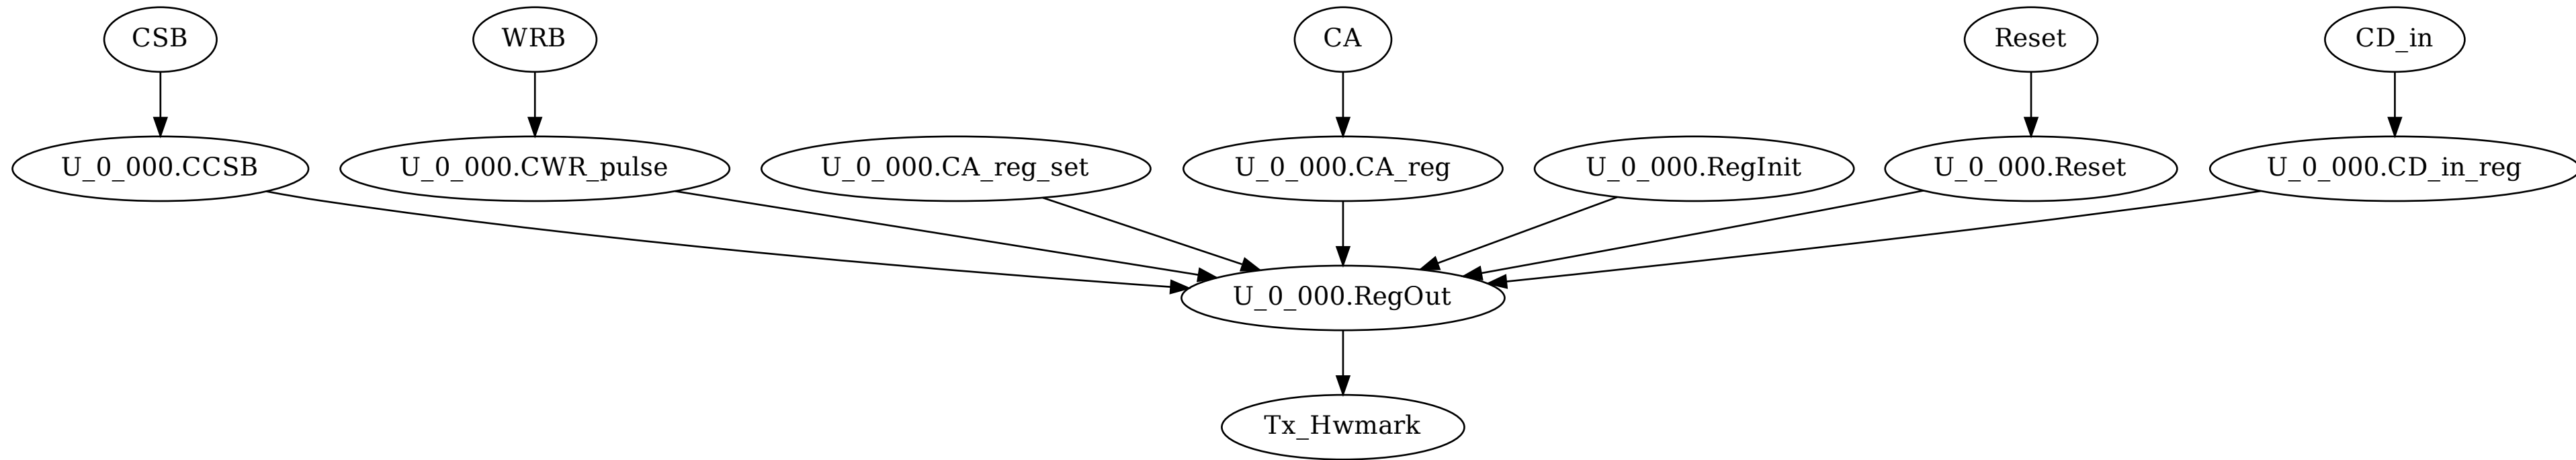 CSB
WRB
CA
Reset
CD_in
U_0_000.CCSB
U_0_000.CWR_pulse
U_0_000.CA_reg_set
U_0_000.CA_reg
U_0_000.RegInit
U_0_000.Reset
U_0_000.CD_in_reg
U_0_000.RegOut
Tx_Hwmark